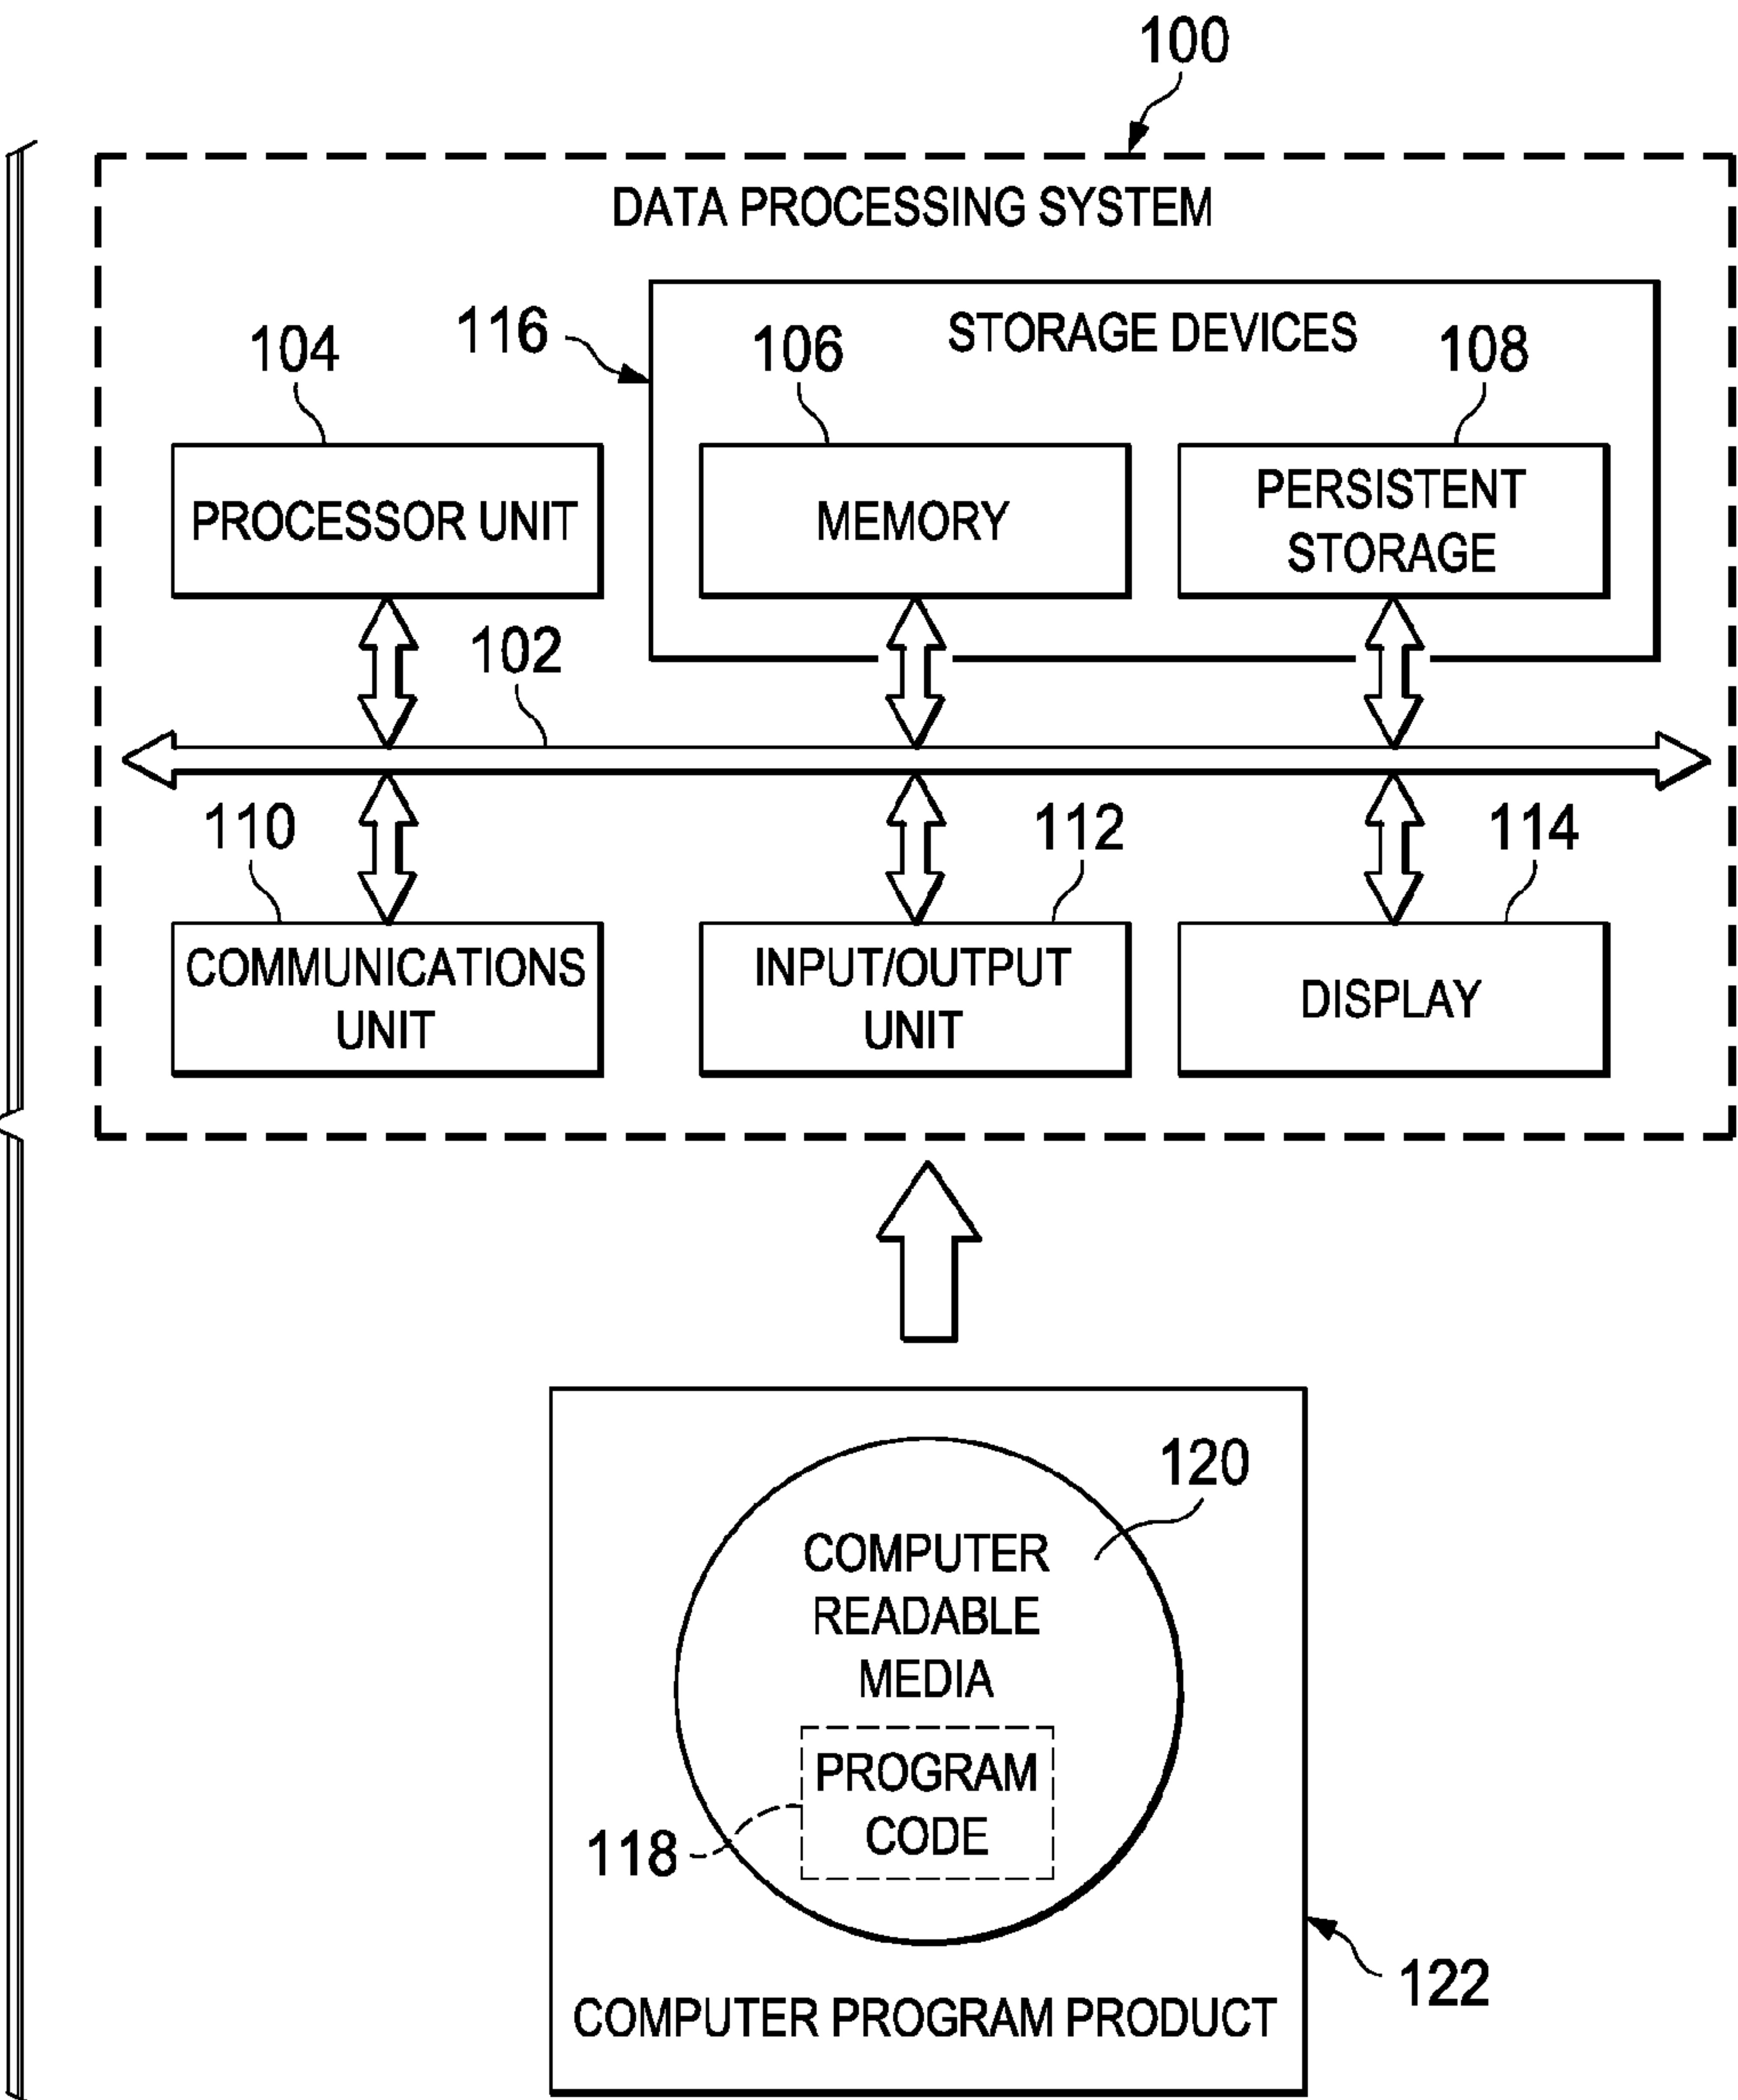 100
DATA PROCESSING SYSTEM
116
STORAGE DEVICES
104
106
108
PROCESSOR UNIT
MEMORY
PERSISTENT
STORAGE
102
110
112
114
COMMUNICATIONS
UNIT
INPUT/OUTPUT
UNIT
DISPLAY
120
COMPUTER
READABLE
MEDIA
PROGRAM
CODE
118
122
COMPUTER PROGRAM PRODUCT